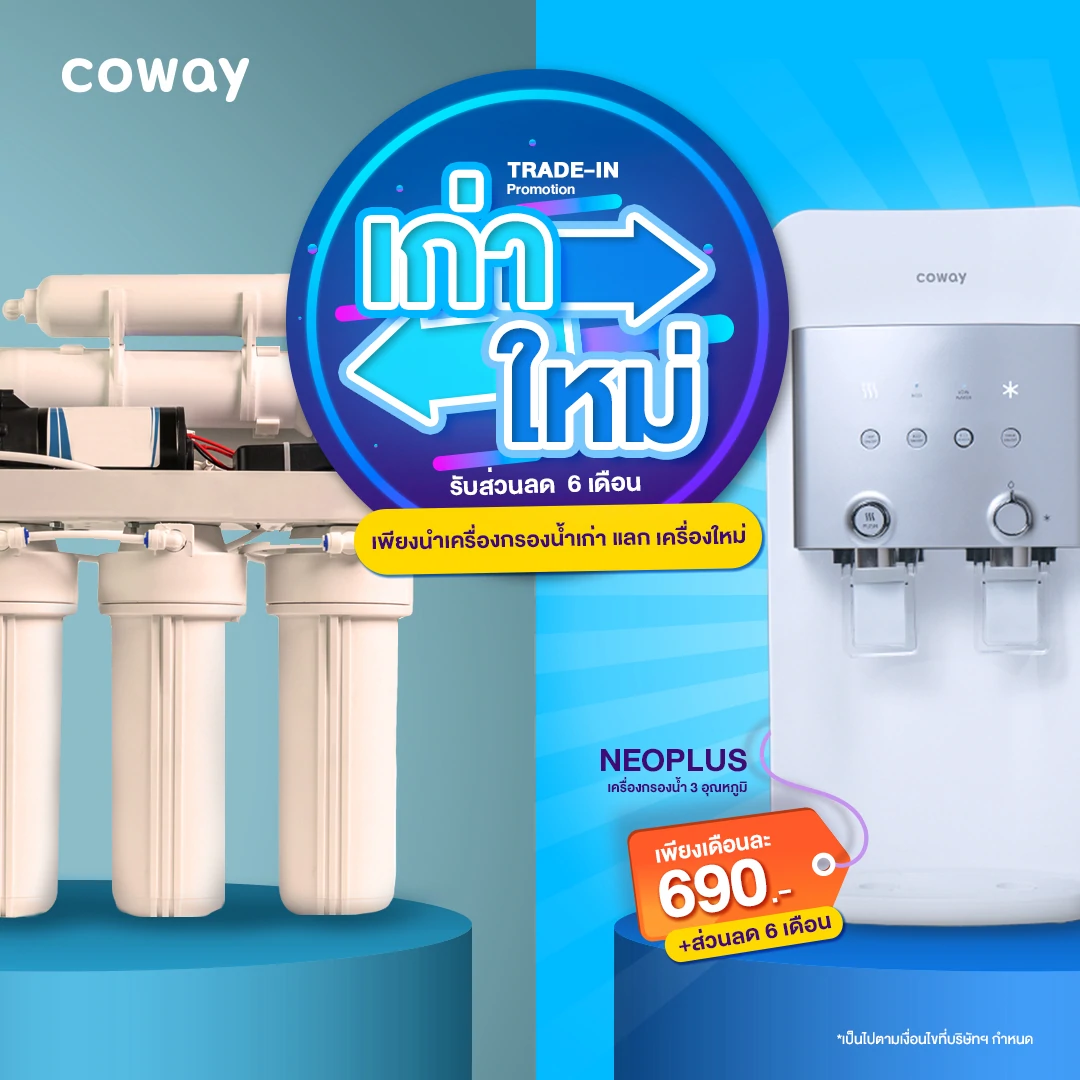 coway
TRADE-IN
Promotion
เก่า
ใหม่
รับส่วนลด 6 เดือน
เพียงนำเครื่องกรองน้ำเก่า แลก เครื่องใหม่
coway
NEOPLUS
เครื่องกรองน้ำ 3 อุณหภูมิ
เพียงเดือนละ
690.-
+ส่วนลด 6 เดือน
*เป็นไปตามเงื่อนไขที่บริษัทฯ กำหนด